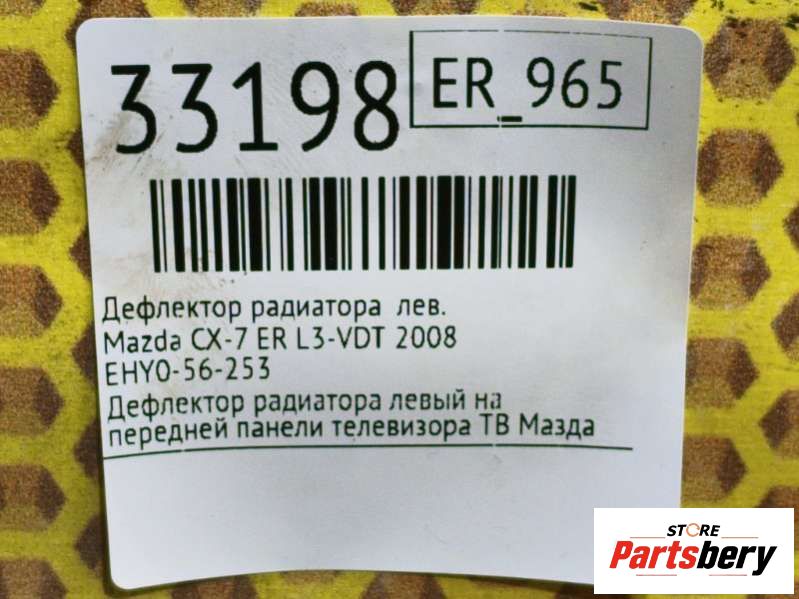 33198
ER_965
Дефлектор радиатора лев.
Mazda CX-7 ER L3-VDT 2008
EHY0-56-253
Дефлектор радиатора левый на
передней панели телевизора ТВ Мазда
STORE
Partsbery